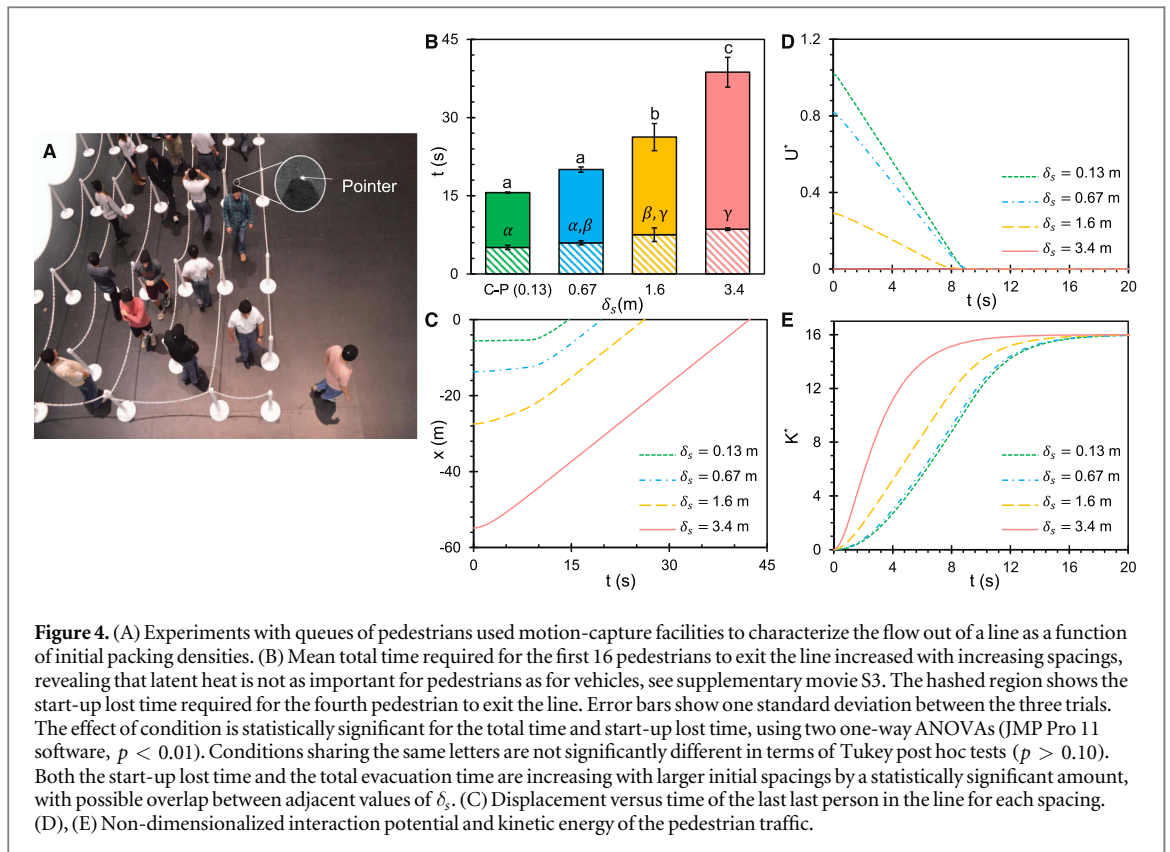 A
Pointer
B
45
30
15
0
t (s)
a
a
b
c
α
α,β
β, γ
γ
C-P (0.13)
0.67
1.6
3.4
δs(m)
C
0
-20
-40
-60
x (m)
δs = 0.13 m
δs = 0.67 m
δs = 1.6 m
δs = 3.4 m
0
15
30
45
t (s)
D
1.2
0.8
0.4
0
U*
δs = 0.13 m
δs = 0.67 m
δs = 1.6 m
δs = 3.4 m
0
4
8
12
16
20
t (s)
E
16
12
8
4
0
K*
δs = 0.13 m
δs = 0.67 m
δs = 1.6 m
δs = 3.4 m
0
4
8
12
16
20
t (s)
Figure 4. (A) Experiments with queues of pedestrians used motion-capture facilities to characterize the flow out of a line as a function
of initial packing densities. (B) Mean total time required for the first 16 pedestrians to exit the line increased with increasing spacings,
revealing that latent heat is not as important for pedestrians as for vehicles, see supplementary movie S3. The hashed region shows the
start-up lost time required for the fourth pedestrian to exit the line. Error bars show one standard deviation between the three trials.
The effect of condition is statistically significant for the total time and start-up lost time, using two one-way ANOVAs (JMP Pro 11
software, p < 0.01). Conditions sharing the same letters are not significantly different in terms of Tukey post hoc tests (p > 0.10).
Both the start-up lost time and the total evacuation time are increasing with larger initial spacings by a statistically significant amount,
with possible overlap between adjacent values of δs. (C) Displacement versus time of the last last person in the line for each spacing.
(D), (E) Non-dimensionalized interaction potential and kinetic energy of the pedestrian traffic.